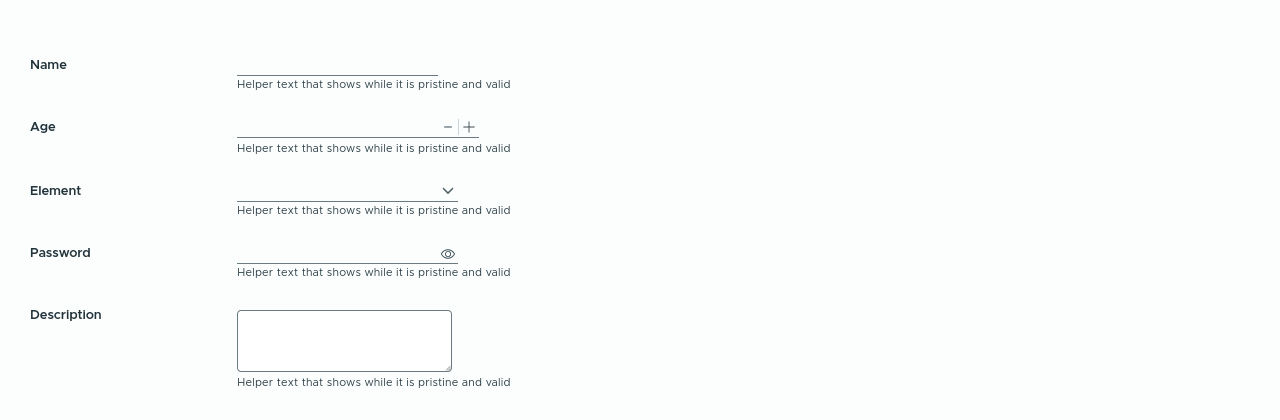 Name
Helper text that shows while it is pristine and valid
Age
Helper text that shows while it is pristine and valid
Element
Helper text that shows while it is pristine and valid
Password
Helper text that shows while it is pristine and valid
Description
Helper text that shows while it is pristine and valid